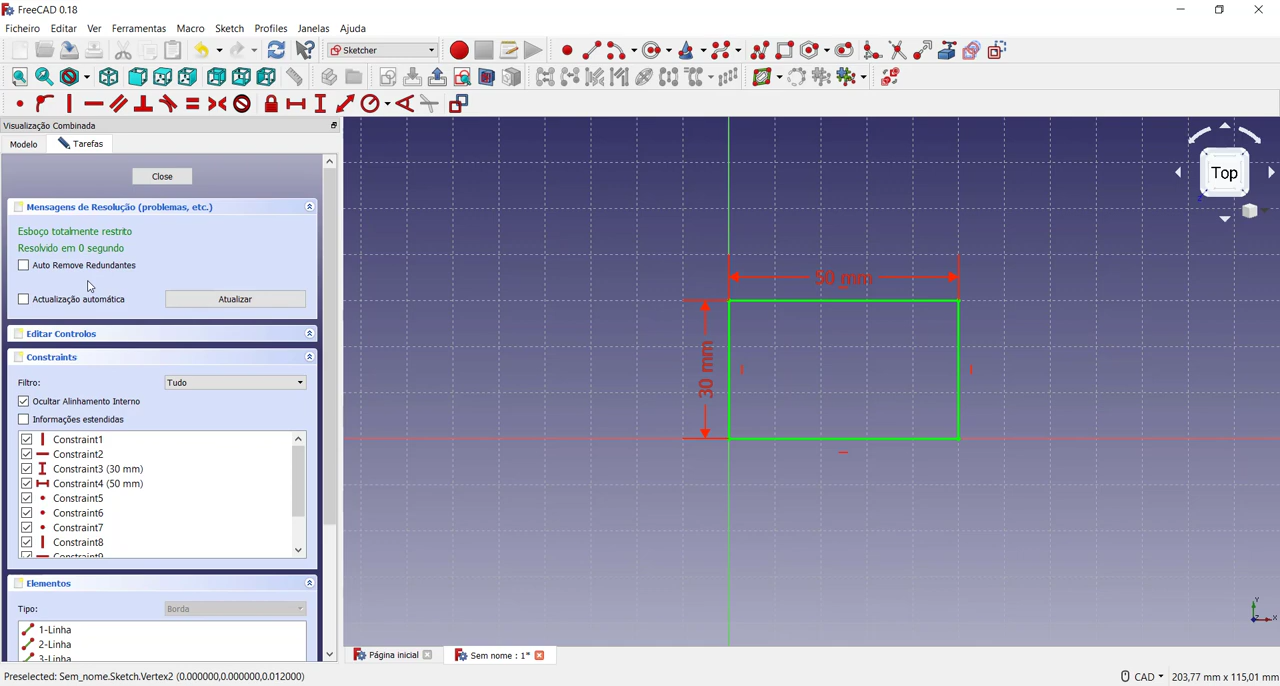 FreeCAD 0.18
Ficheiro Editar Ver Ferramentas Macro Sketch Profiles Janelas Ajuda
Sketcher
Visualização Combinada
Modelo Tarefas
Close
Mensagens de Resolução (problemas, etc.)
Esboço totalmente restrito
Resolvido em 0 segundo
Auto Remove Redundantes
Actualização automática Atualizar
Editar Controlos
Constraints
Filtro: Tudo
Ocultar Alinhamento Interno
Informações estendidas
Constraint1
Constraint2
Constraint3 (30 mm)
Constraint4 (50 mm)
Constraint5
Constraint6
Constraint7
Constraint8
Constraint9
Elementos
Tipo: Borda
1-Linha
2-Linha
3-Linha
50 mm
30 mm
Top
Z
Y
Z X
Página inicial Sem nome : 1*
Preselected: Sem_nome.Sketch.Vertex2 (0.000000,0.000000,0.012000) CAD 203,77 mm x 115,01 mm